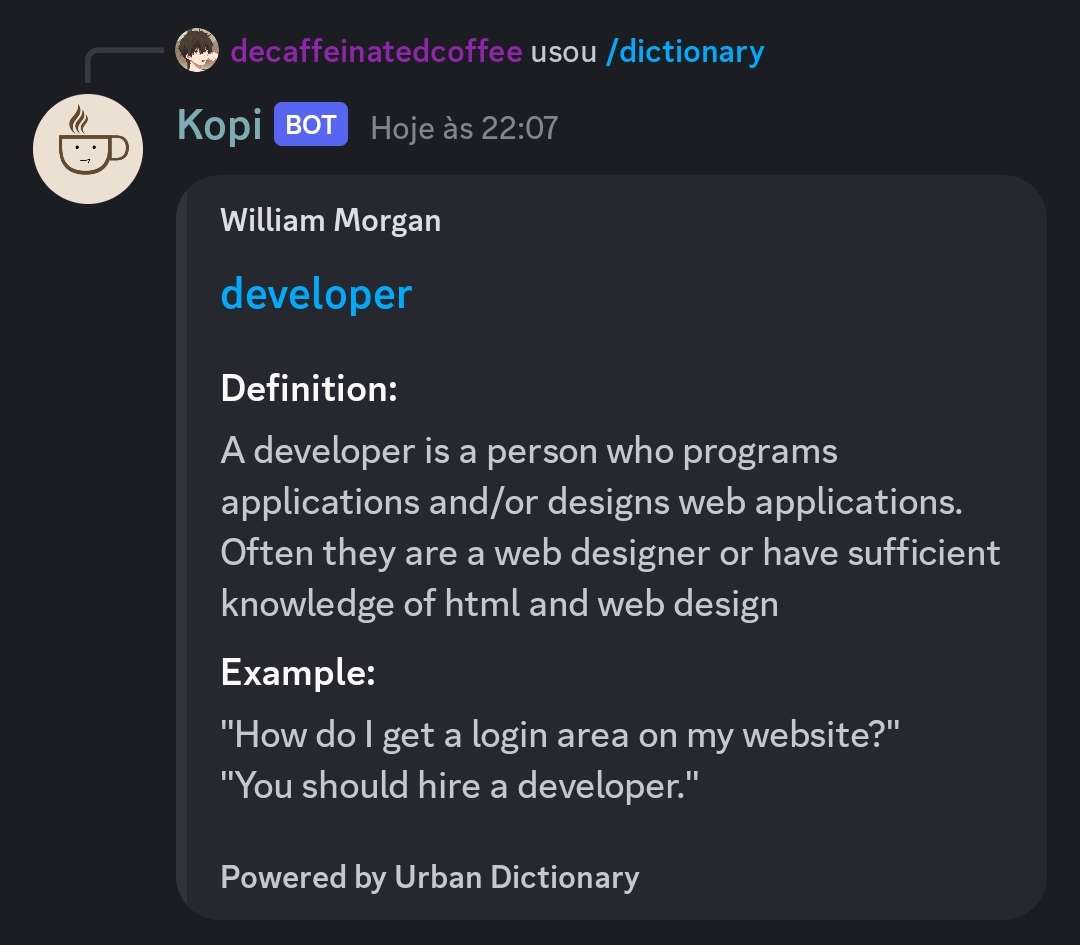 decaffeinatedcoffee usou /dictionary
Kopi BOT Hoje às 22:07
William Morgan
developer
Definition:
A developer is a person who programs
applications and/or designs web applications.
Often they are a web designer or have sufficient
knowledge of html and web design
Example:
"How do I get a login area on my website?"
"You should hire a developer."
Powered by Urban Dictionary